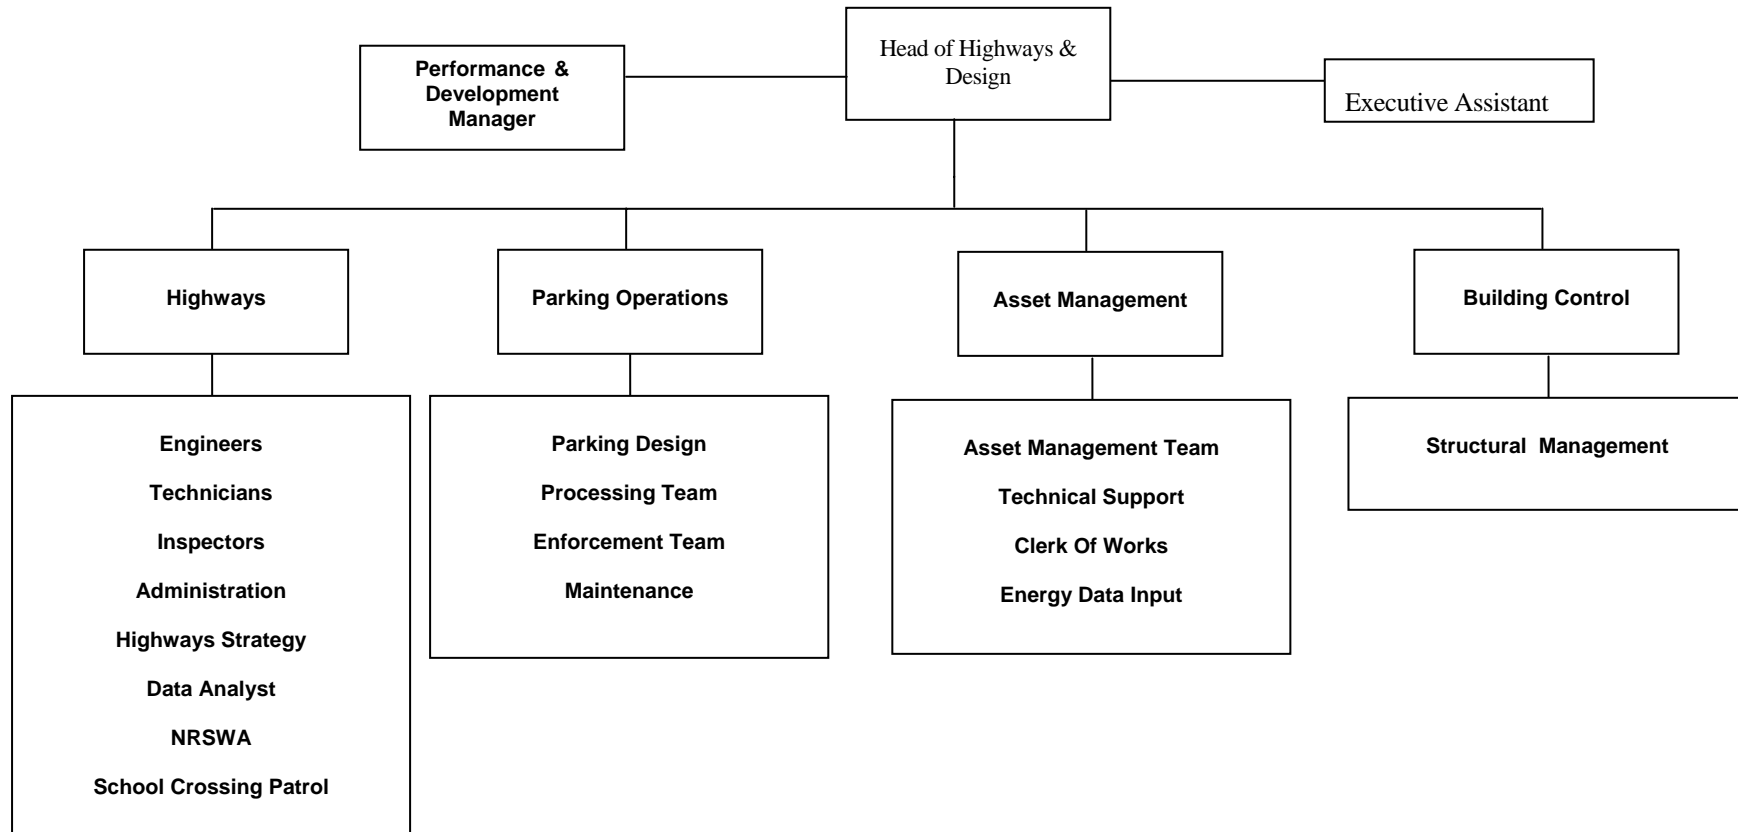 Performance &
Development
Manager
Head of Highways &
Design
Executive Assistant
Highways
Parking Operations
Asset Management
Building Control
Engineers
Technicians
Inspectors
Administration
Highways Strategy
Data Analyst
NRSWA
School Crossing Patrol
Parking Design
Processing Team
Enforcement Team
Maintenance
Asset Management Team
Technical Support
Clerk Of Works
Energy Data Input
Structural Management